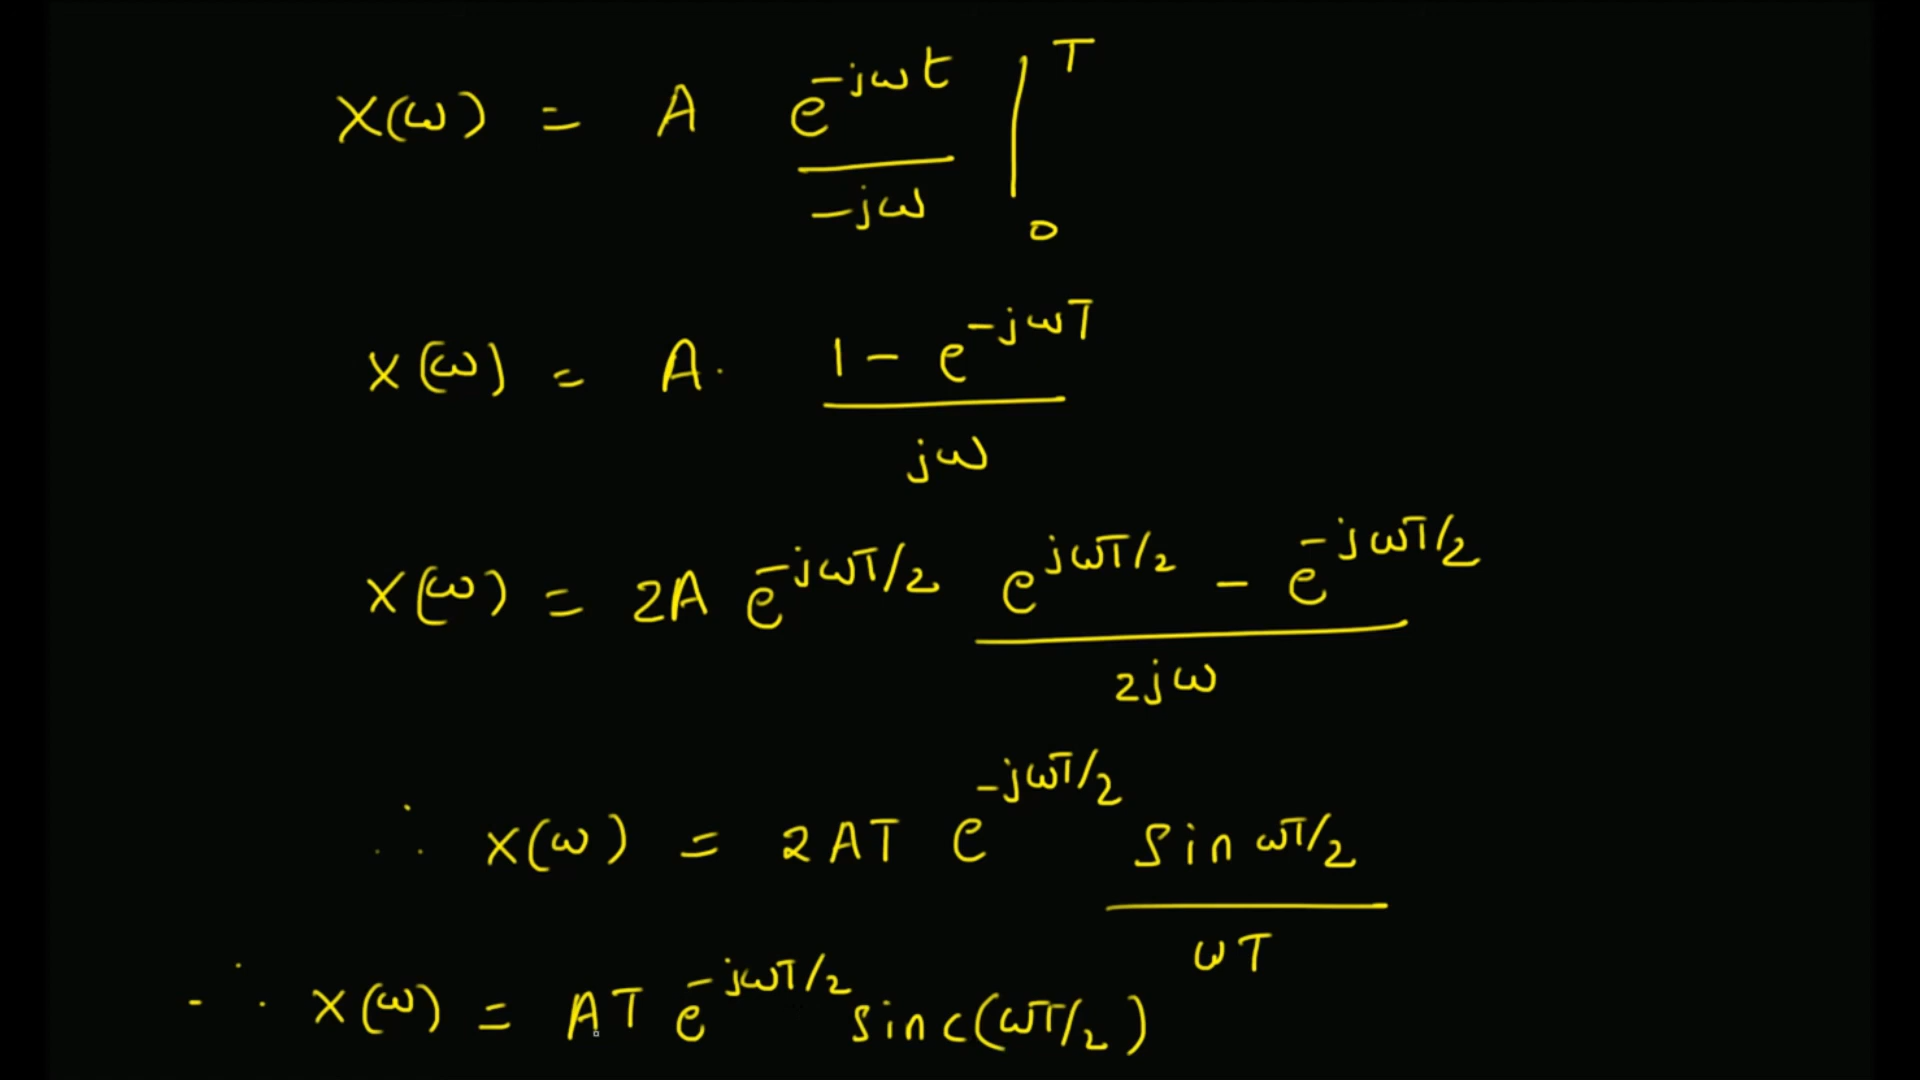 X(ω) = A e^{-jωt}/-jω |_0^T
X(ω) = A. (1 - e^{-jωT})/jω
X(ω) = 2A e^{-jωT/2} (e^{jωT/2} - e^{-jωT/2})/2jω
∴ X(ω) = 2AT e^{-jωT/2} (sin ωT/2)/ωT
∴ X(ω) = AT e^{-jωT/2} sinc(ωT/2)